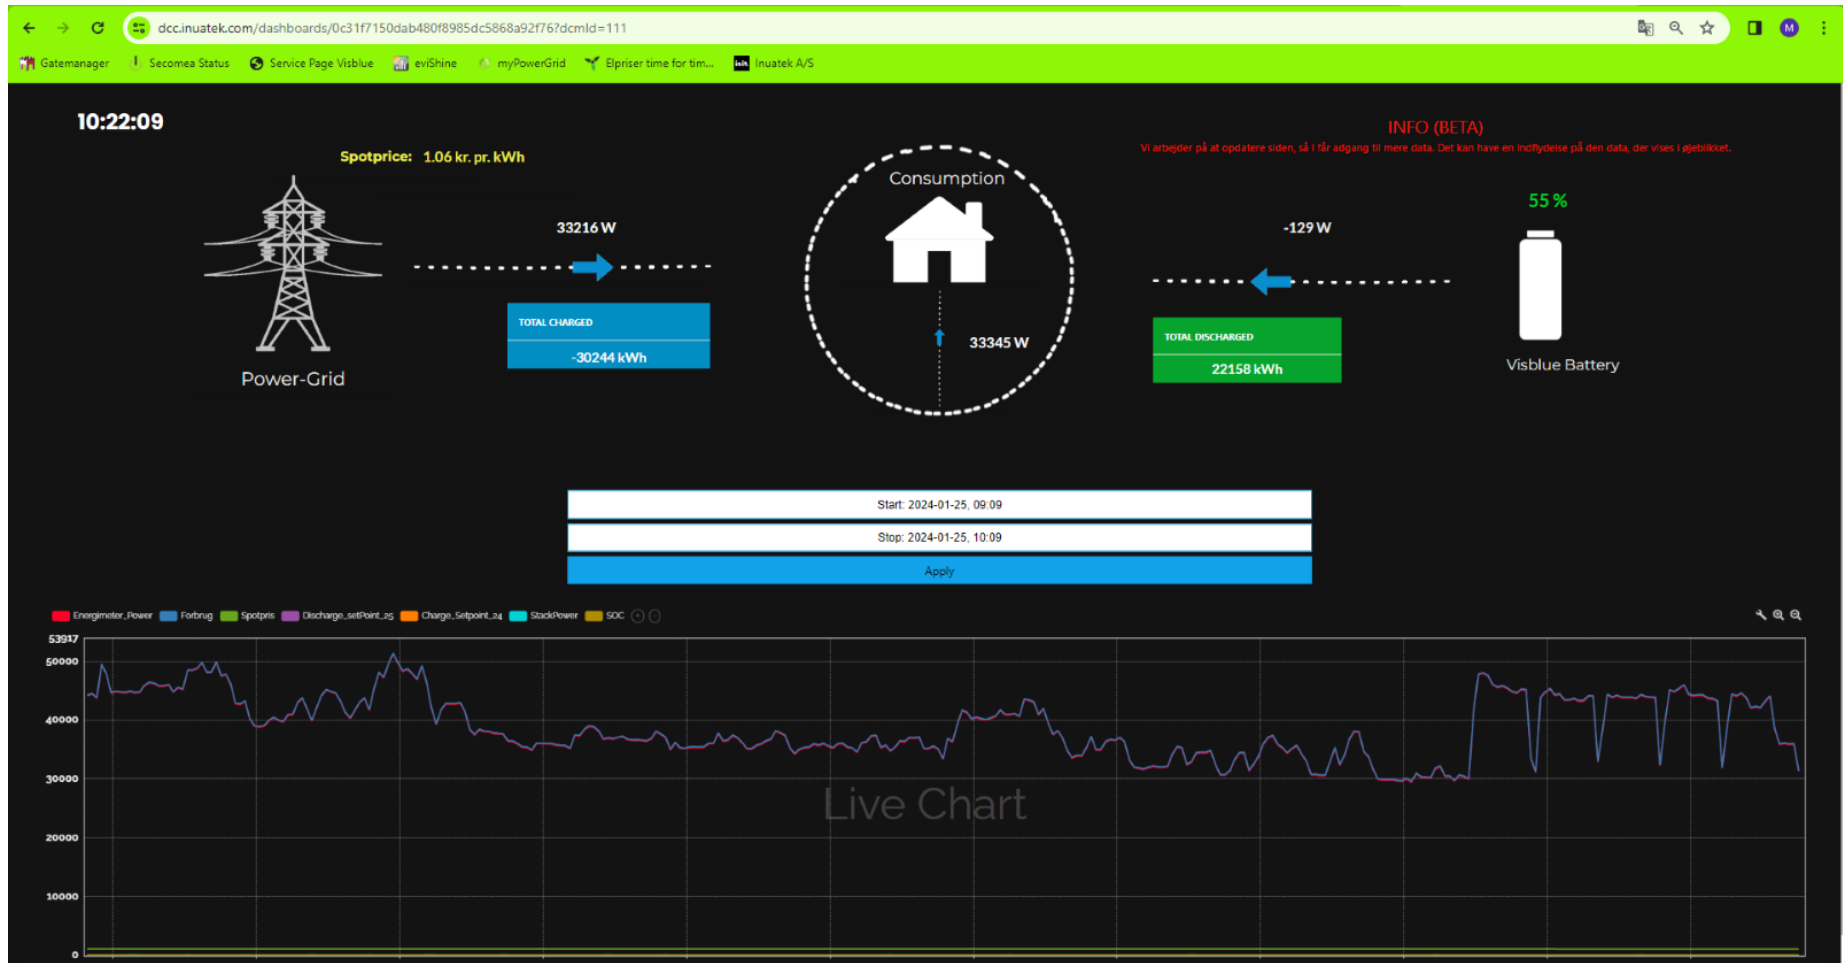 dcc.inuatek.com/dashboards/0c31f7150dab480f8985dc5868a92f76?dcmId=111
M
Gatemanager Secomea Status Service Page Visblue eviShine myPowerGrid Elpriser time for tim... Inuatek A/S
10:22:09
INFO (BETA)
Vi arbejder på at opdatere siden, så I får adgang til mere data. Det kan have en indflydelse på den data, der vises i øjeblikket.
Spotprice: 1.06 kr. pr. kWh
Consumption
55 %
33216 W
-129 W
TOTAL CHARGED
-30244 kWh
33345 W
TOTAL DISCHARGED
22158 kWh
Power-Grid
Visblue Battery
Start: 2024-01-25, 09:09
Stop: 2024-01-25, 10:09
Apply
Energimeter_Power Forbrug Spotpris Discharge_setPoint_25 Charge_Setpoint_24 StackPower SOC
53917
50000
40000
30000
Live Chart
20000
10000
0